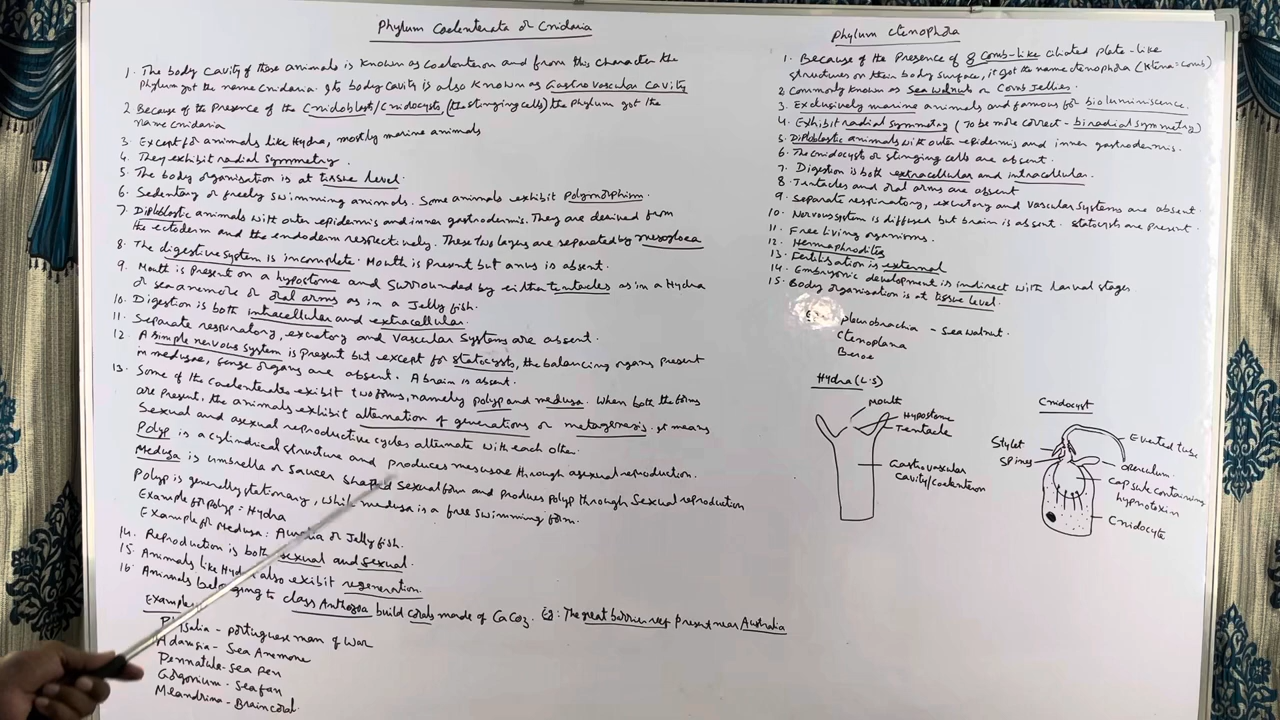 Phylum Coelenterata or Cnidaria
1. The body cavity of these animals is known as coelenteron and from this character the
phylum got the name cnidaria. Its body cavity is also known as Gastrovascular cavity
2 Because of the presence of the Cnidoblasts/Cnidocysts, (the stinging cells) the phylum got the
name cnidaria
3. Except for animals like Hydra, mostly marine animals
4. They exhibit radial symmetry.
5. The body organisation is at tissue level.
6. Sedentary or freely swimming animals. Some animals exhibit polymorphism.
7. Diploblastic animals with outer epidermis and inner gastrodermis. They are derived from
the ectoderm and the endoderm respectively. These two layers are separated by mesogloea
8. The digestive system is incomplete. Mouth is present but anus is absent.
9. Mouth is present on a hypostome and surrounded by either tentacles as in a Hydra
or sea anemone or oral arms as in a Jelly fish.
10. Digestion is both intracellular and extracellular.
11. Separate respiratory, excretory and vascular systems are absent.
12 A simple nervous system is present but except for statocysts, the balancing organs present
in medusae, sense organs are absent. A brain is absent.
13. Some of the coelenterates exhibit two forms, namely polyp and medusa. When both the forms
are present, the animals exhibit alternation of generations or metagenesis. It means
Sexual and asexual reproductive cycles alternate with each other.
Polyp is a cylindrical structure and produces medusae through asexual reproduction.
Medusa is umbrella or saucer shaped sexual form and produces polyp through sexual reproduction
Polyp is generally stationary, while medusa is a free swimming form.
Example for polyp: Hydra
Example for Medusa: Aurelia or Jelly fish.
14. Reproduction is both sexual and sexual.
15. Animals like Hydra also exibit regeneration.
16. Animals belonging to class Anthozoa build corals made of CaCO3. Eg: The great barrier reef present near Australia
Examples
Physalia - portuguese man of war
Adamsia - Sea Anemone
Pennatula - sea pen
Gorgonium - Sea fan
Meandrina - Brain coral
Phylum Ctenophora
1. Because of the Presence of 8 Comb-like ciliated plate-like
structures on their body surface, it got the name ctenophora (ktena = comb)
2 Commonly known as Sea walnuts or Comb Jellies.
3. Exclusively marine animals and famous for bioluminiscence.
4. Exhibit radial symmetry (To be more correct - biradial symmetry)
5. Diploblastic animals with outer epidermis and inner gastrodermis.
6. The cnidocysts or stinging cells are absent.
7. Digestion is both extracellular and intracellular.
8. Tentacles and oral arms are absent
9. Separate respiratory, excretory and vascular systems are absent.
10. Nervous system is diffused but brain is absent. Statocysts are present.
11. Free living organisms.
12. Hermaphrodites
13. Fertilisation is external
14. Embryonic development is indirect with larval stages
15. Body organisation is at tissue level.
Pleurobrachia - Sea walnut.
Ctenoplana
Beroe
Hydra (L.S)
Mouth
Hypostome
Tentacle
Gastrovascular
Cavity/coelenteron
Cnidocyst
Stylet
Spines
Everted tube
operculum
Capsule containing
hypnotoxin
Cnidocyte